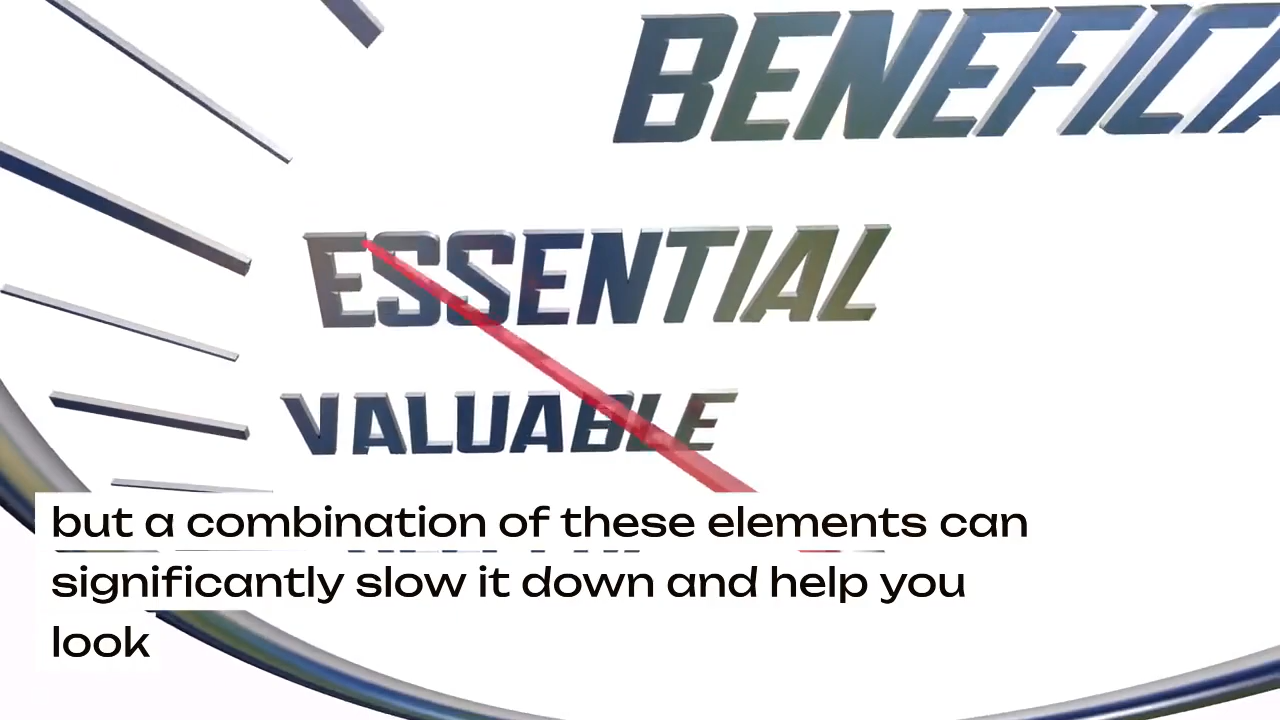 BENEFICIA
ESSENTIAL
VALUABLE
but a combination of these elements can
significantly slow it down and help you
look